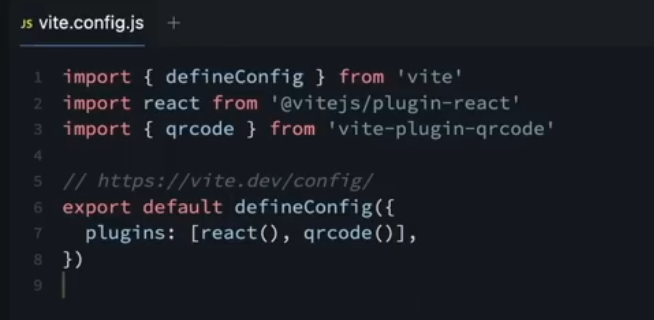 JS vite.config.js +
1 import { defineConfig } from 'vite'
2 import react from '@vitejs/plugin-react'
3 import { qrcode } from 'vite-plugin-qrcode'
4
5 // https://vite.dev/config/
6 export default defineConfig({
7   plugins: [react(), qrcode()],
8 })
9